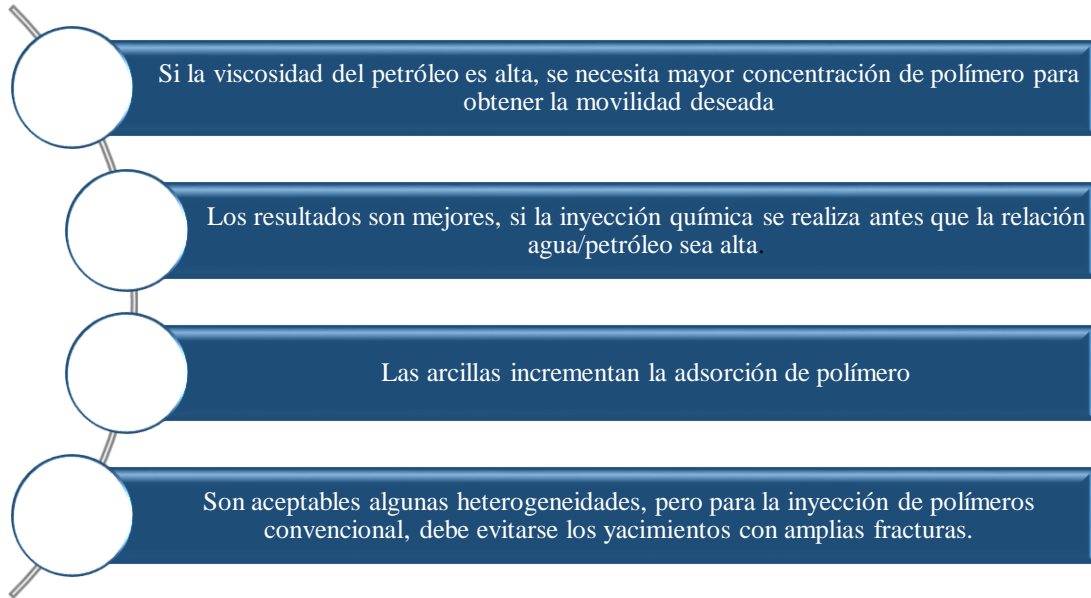 Si la viscosidad del petróleo es alta, se necesita mayor concentración de polímero para
obtener la movilidad deseada
Los resultados son mejores, si la inyección química se realiza antes que la relación
agua/petróleo sea alta.
Las arcillas incrementan la adsorción de polímero
Son aceptables algunas heterogeneidades, pero para la inyección de polímeros
convencional, debe evitarse los yacimientos con amplias fracturas.